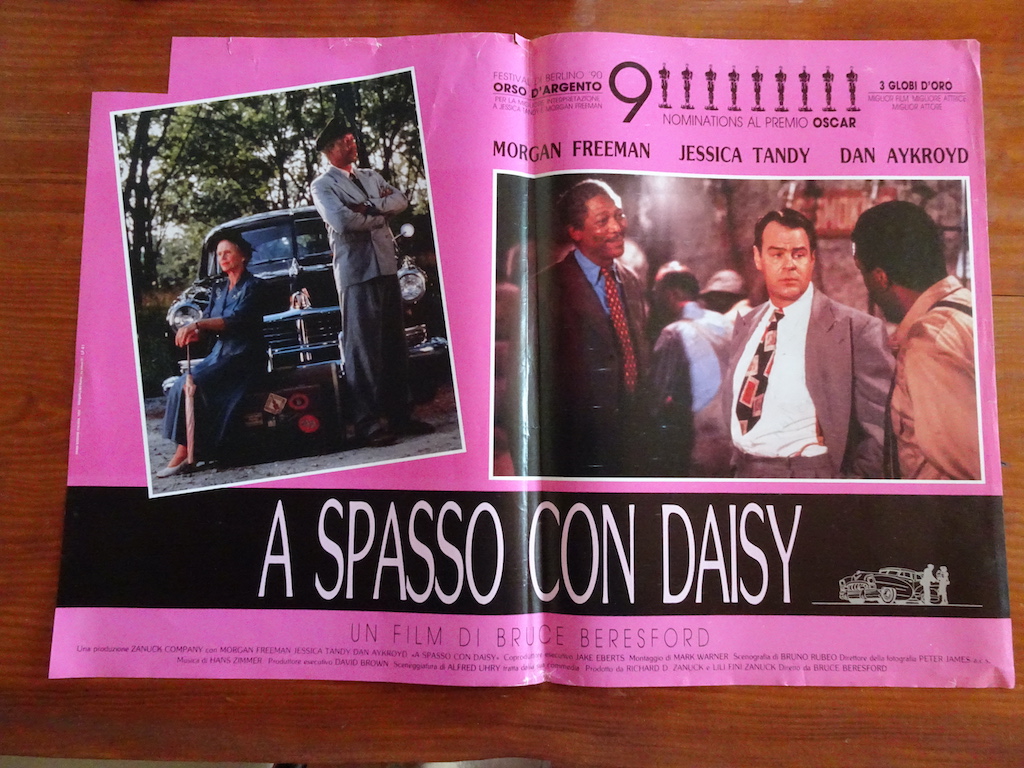 FESTIVAL DI BERLINO '90
ORSO D'ARGENTO
PER LA MIGLIORE INTERPRETAZIONE
A JESSICA TANDY E MORGAN FREEMAN
9
NOMINATIONS AL PREMIO OSCAR
3 GLOBI D'ORO
MIGLIOR FILM MIGLIORE ATTRICE
MIGLIOR ATTORE
MORGAN FREEMAN JESSICA TANDY DAN AYKROYD
A SPASSO CON DAISY
UN FILM DI BRUCE BERESFORD
Una produzione ZANUCK COMPANY con MORGAN FREEMAN JESSICA TANDY DAN AYKROYD «A SPASSO CON DAISY» JAKE EBERTS Montaggio di MARK WARNER Scenografia di BRUNO RUBEO Direttore della fotografia PETER JAMES
Musica di HANS ZIMMER Produttore esecutivo DAVID BROWN Sceneggiatura di ALFRED UHRY tratta dalla sua commedia Prodotto da RICHARD D. ZANUCK e LILI FINI ZANUCK Diretto da BRUCE BERESFORD